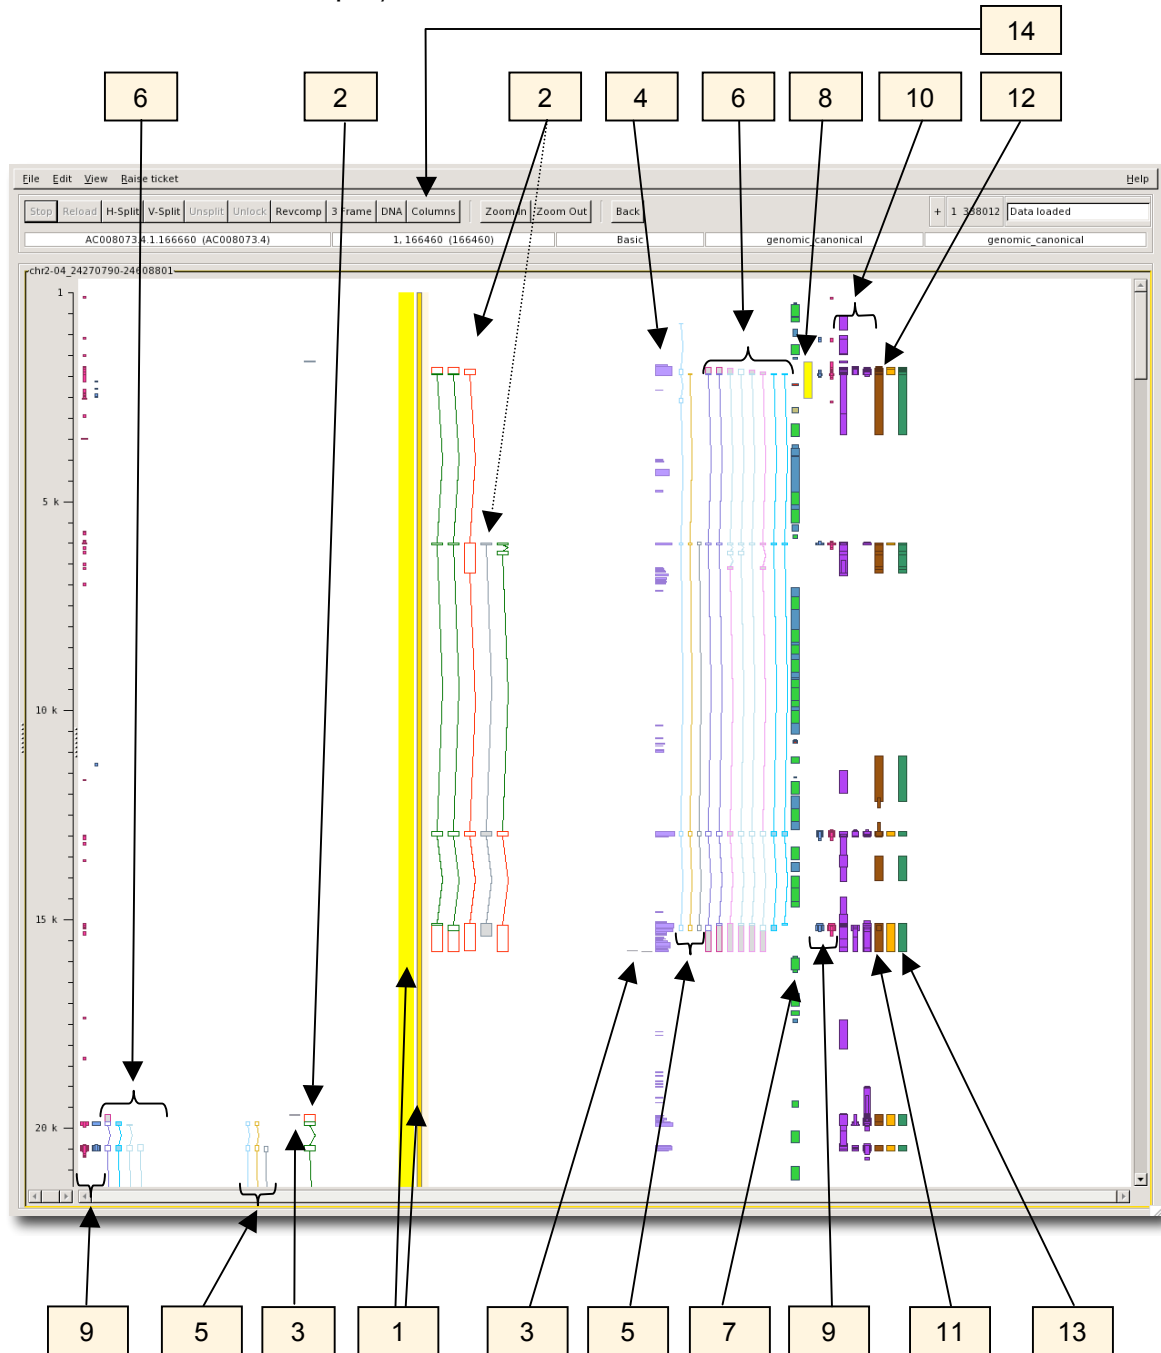 14
6 2 2 4 6 8 10 12
File Edit View Raise ticket Help
Stop Reload H-Split V-Split Unsplit Unlock Revcomp 3 Frame DNA Columns Zoom In Zoom Out Back + 1 338012 Data loaded
AC008073.4.1.166660 (AC008073.4) 1, 166460 (166460) Basic genomic_canonical genomic_canonical
chr2-04_24270790-24608801
1
5 k
10 k
15 k
20 k
9 5 3 1 3 5 7 9 11 13